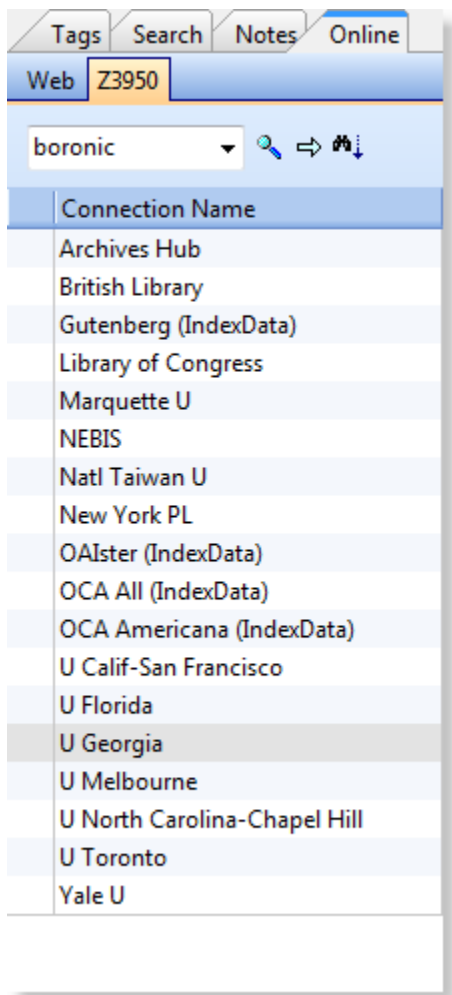 Tags Search Notes Online
Web Z3950
boronic
Connection Name
Archives Hub
British Library
Gutenberg (IndexData)
Library of Congress
Marquette U
NEBIS
Natl Taiwan U
New York PL
OAIster (IndexData)
OCA All (IndexData)
OCA Americana (IndexData)
U Calif-San Francisco
U Florida
U Georgia
U Melbourne
U North Carolina-Chapel Hill
U Toronto
Yale U